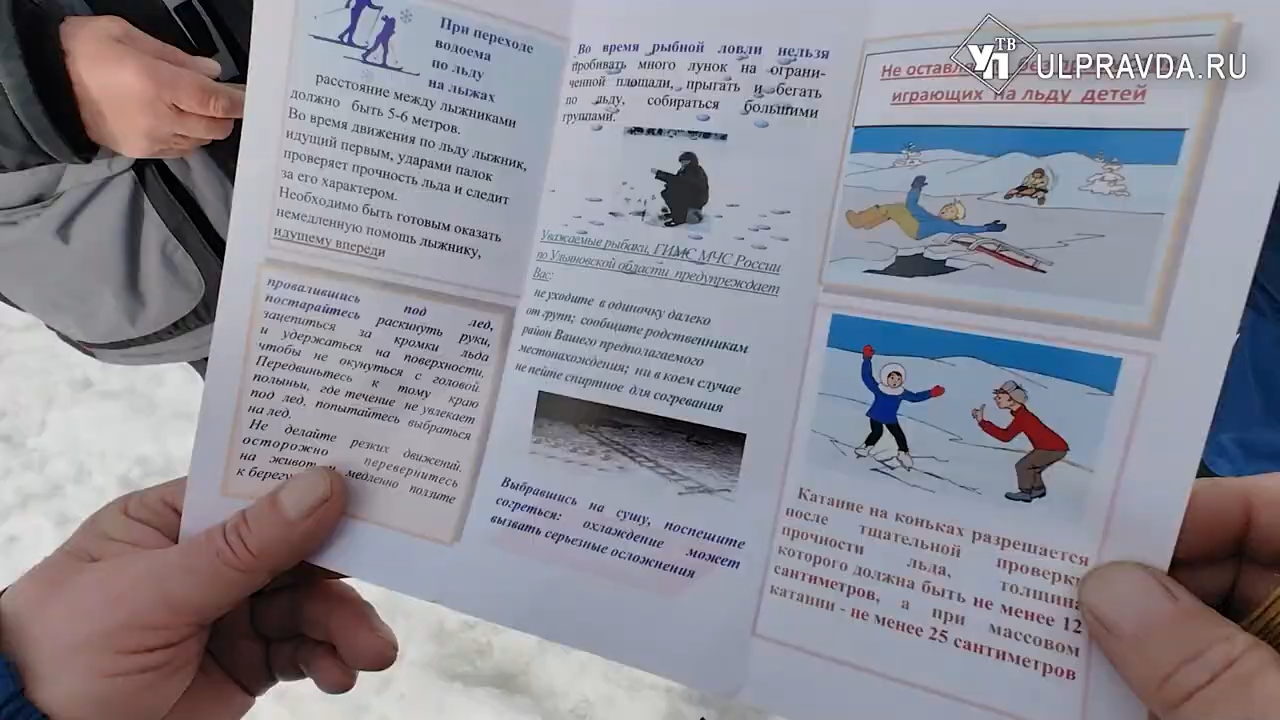 При переходе
водоема
по льду
на лыжах
расстояние между лыжниками
должно быть 5-6 метров.
Во время движения по льду лыжник,
идущий первым, ударами палок
проверяет прочность льда и следит
за его характером.
Необходимо быть готовым оказать
немедленную помощь лыжнику,
идущему впереди
провалившись под лед,
постарайтесь раскинуть руки,
зацепиться за кромки льда
и удержаться на поверхности,
чтобы не окунуться с головой.
Передвиньтесь к тому краю
полыньи, где течение не увлекает
под лед, попытайтесь выбраться
на лед.
Не делайте резких движений.
осторожно перевернитесь
на живот и медленно ползите
к берегу
Во время рыбной ловли нельзя
пробивать много лунок на ограни-
ченной площади, прыгать и бегать
по льду, собираться большими
группами.
Уважаемые рыбаки, ГИМС МЧС России
по Ульяновской области предупреждает
Вас:
не уходите в одиночку далеко
от групп; сообщите родственникам
район Вашего предполагаемого
местонахождения; ни в коем случае
не пейте спиртное для согревания
Выбравшись на сушу, поспешите
согреться: охлаждение может
вызвать серьезные осложнения
УП ТВ ULPRAVDA.RU
Не
играющих на льду детей
Катание на коньках разрешается
после тщательной проверки
прочности льда, толщина
которого должна быть не менее 12
сантиметров, а при массовом
катании - не менее 25 сантиметров